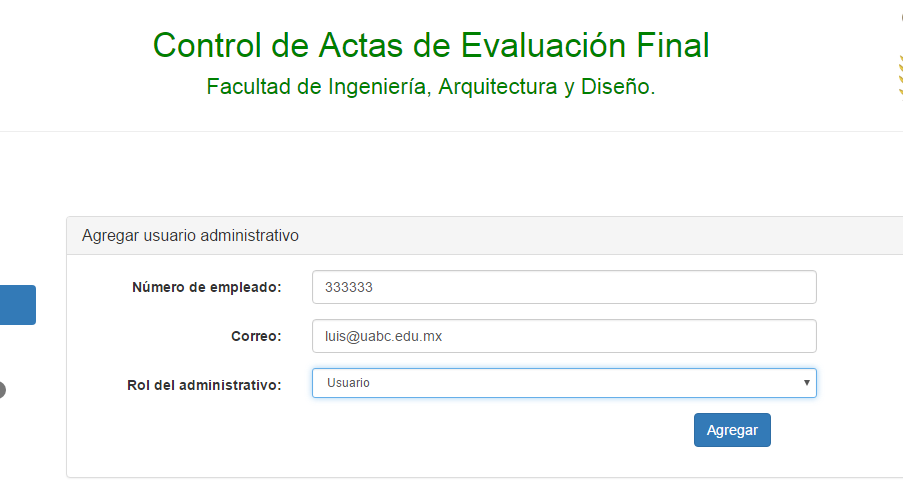 Control de Actas de Evaluación Final
Facultad de Ingeniería, Arquitectura y Diseño.
Agregar usuario administrativo
Número de empleado: 333333
Correo: luis@uabc.edu.mx
Rol del administrativo: Usuario
Agregar